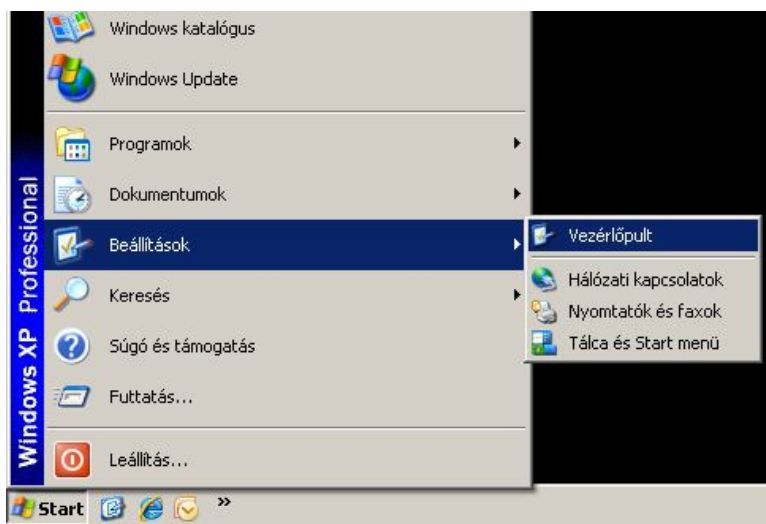 Windows katalógus
Windows Update
Programok
Dokumentumok
Beállítások
Vezérlőpult
Hálózati kapcsolatok
Nyomtatók és faxok
Tálca és Start menü
Keresés
Súgó és támogatás
Futtatás...
Leállítás...
Windows XP Professional
Start
»